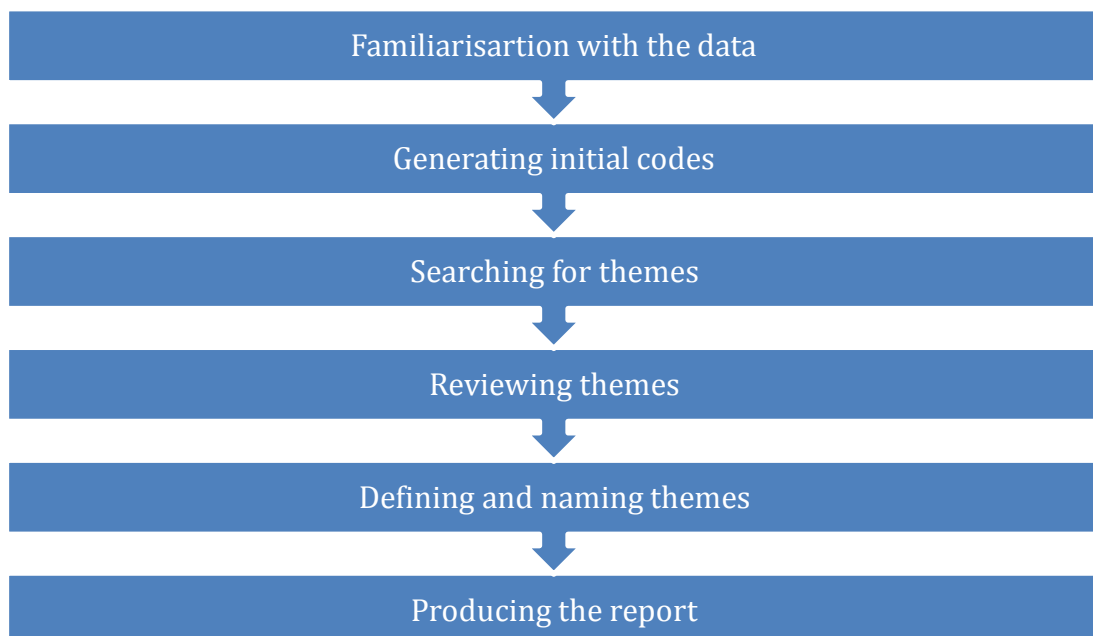 Familiarisartion with the data
Generating initial codes
Searching for themes
Reviewing themes
Defining and naming themes
Producing the report